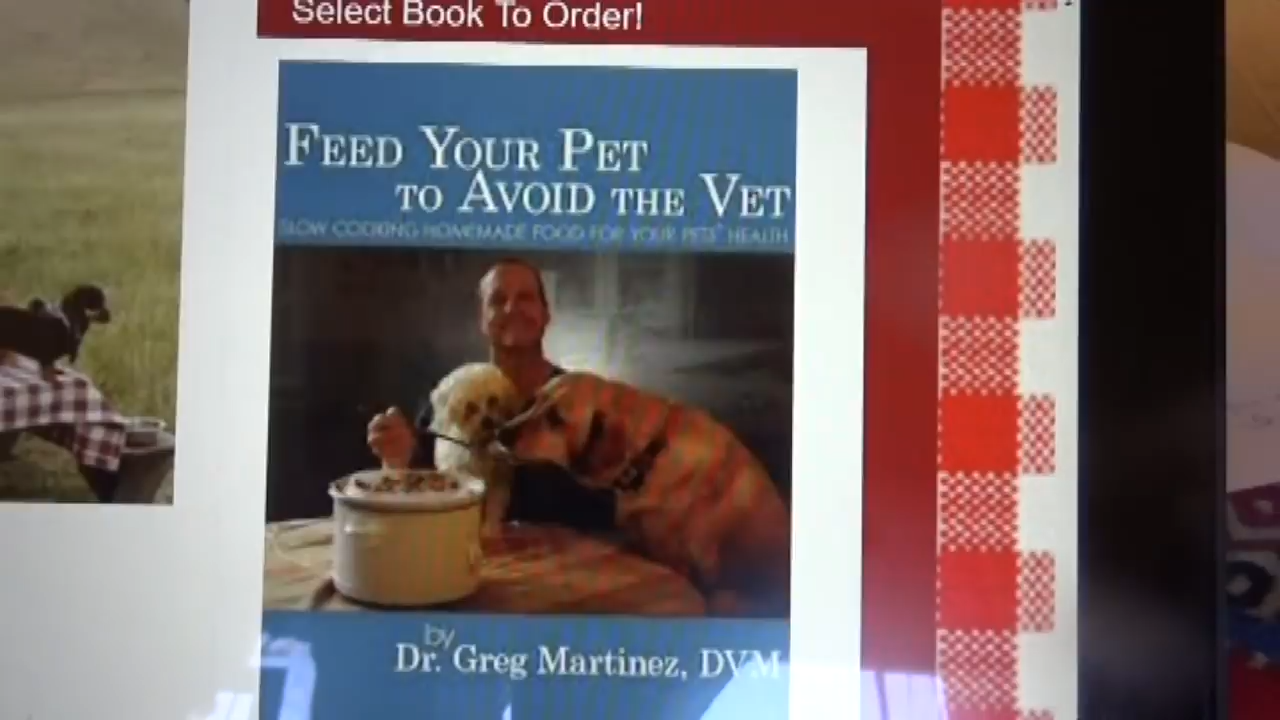 Select Book To Order!
FEED YOUR PET
TO AVOID THE VET
SLOW COOKING HOMEMADE FOOD FOR YOUR PETS' HEALTH
by
Dr. Greg Martinez, DVM